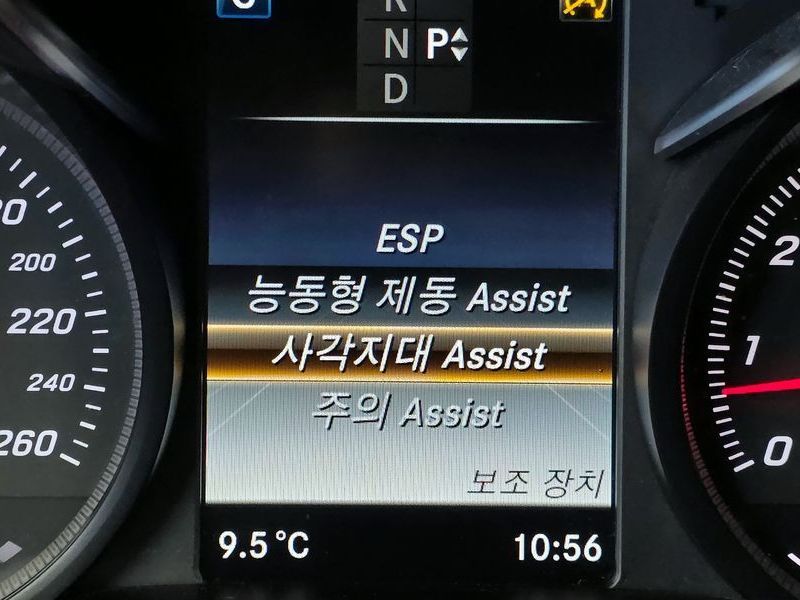 R
N P
D
ESP
능동형 제동 Assist
사각지대 Assist
주의 Assist
보조 장치
9.5°C
10:56
200
220
240
260
2
1
0